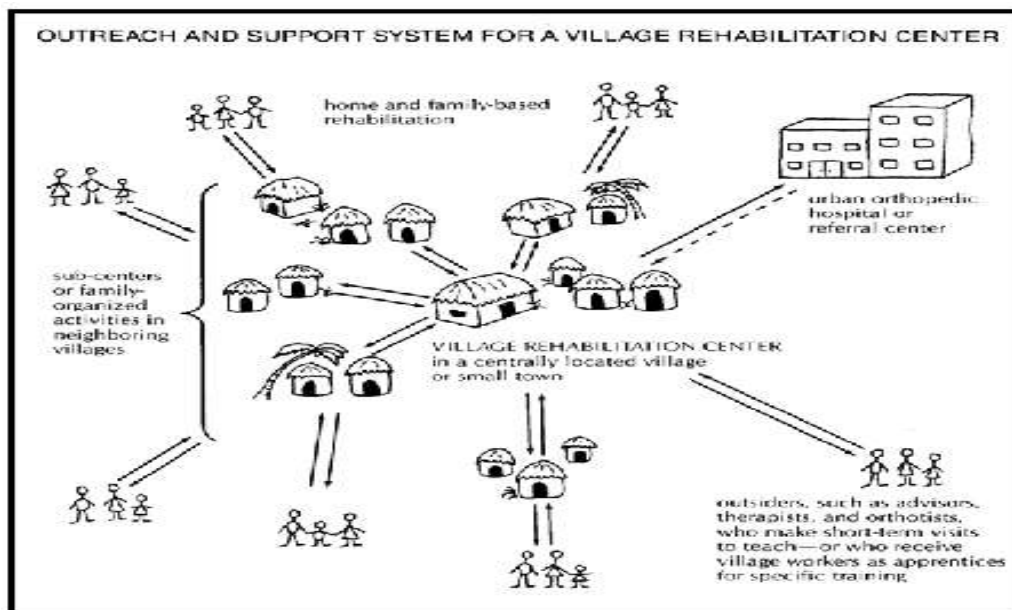 OUTREACH AND SUPPORT SYSTEM FOR A VILLAGE REHABILITATION CENTER
home and family-based
rehabilitation
urban orthopedic
hospital or
referral center
sub-centers
or family-
organized
activities in
neighboring
villages
VILLAGE REHABILITATION CENTER
in a centrally located village
or small town
outsiders, such as advisors,
therapists, and orthotists,
who make short-term visits
to teach—or who receive
village workers as apprentices
for specific training